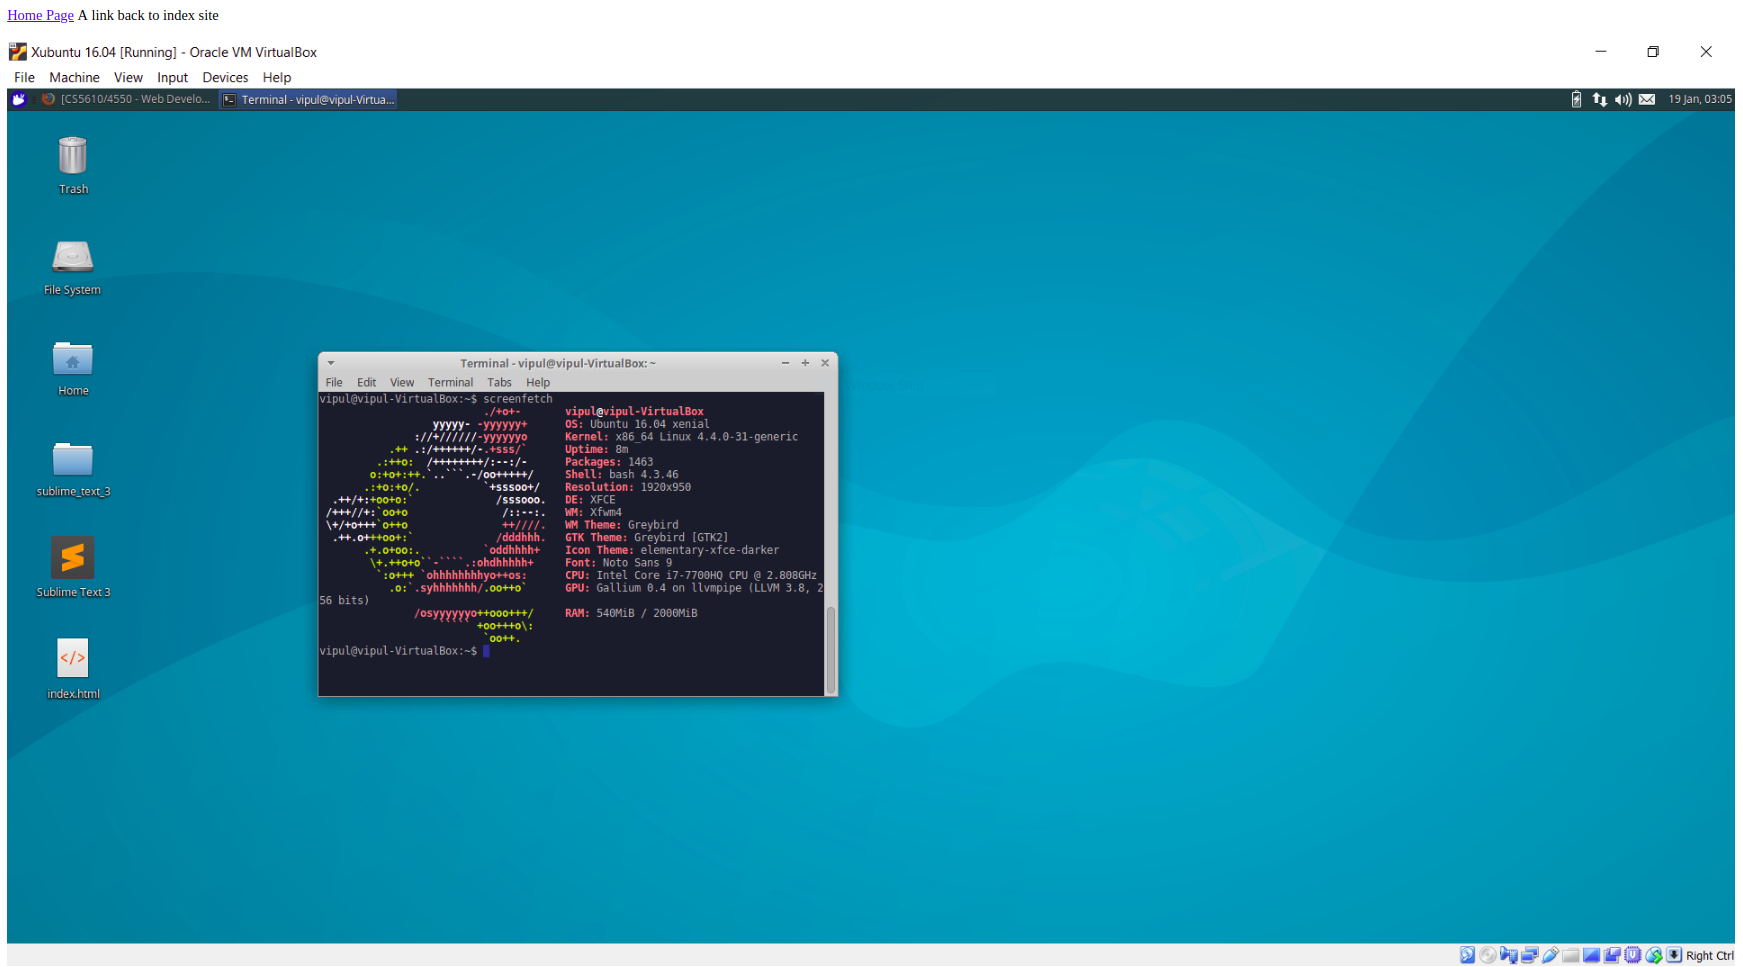 Home Page A link back to index site
Xubuntu 16.04 [Running] - Oracle VM VirtualBox
File Machine View Input Devices Help
[CS5610/4550 - Web Develo... Terminal - vipul@vipul-Virtua... 19 Jan, 03:05
Trash
File System
Home
sublime_text_3
Sublime Text 3
index.html
Terminal - vipul@vipul-VirtualBox: ~
File Edit View Terminal Tabs Help
vipul@vipul-VirtualBox:~$ screenfetch
vipul@vipul-VirtualBox
OS: Ubuntu 16.04 xenial
Kernel: x86_64 Linux 4.4.0-31-generic
Uptime: 8m
Packages: 1463
Shell: bash 4.3.46
Resolution: 1920x950
DE: XFCE
WM: Xfwm4
WM Theme: Greybird
GTK Theme: Greybird [GTK2]
Icon Theme: elementary-xfce-darker
Font: Noto Sans 9
CPU: Intel Core i7-7700HQ CPU @ 2.808GHz
GPU: Gallium 0.4 on llvmpipe (LLVM 3.8, 2
56 bits)
RAM: 540MiB / 2000MiB
vipul@vipul-VirtualBox:~$
Right Ctrl